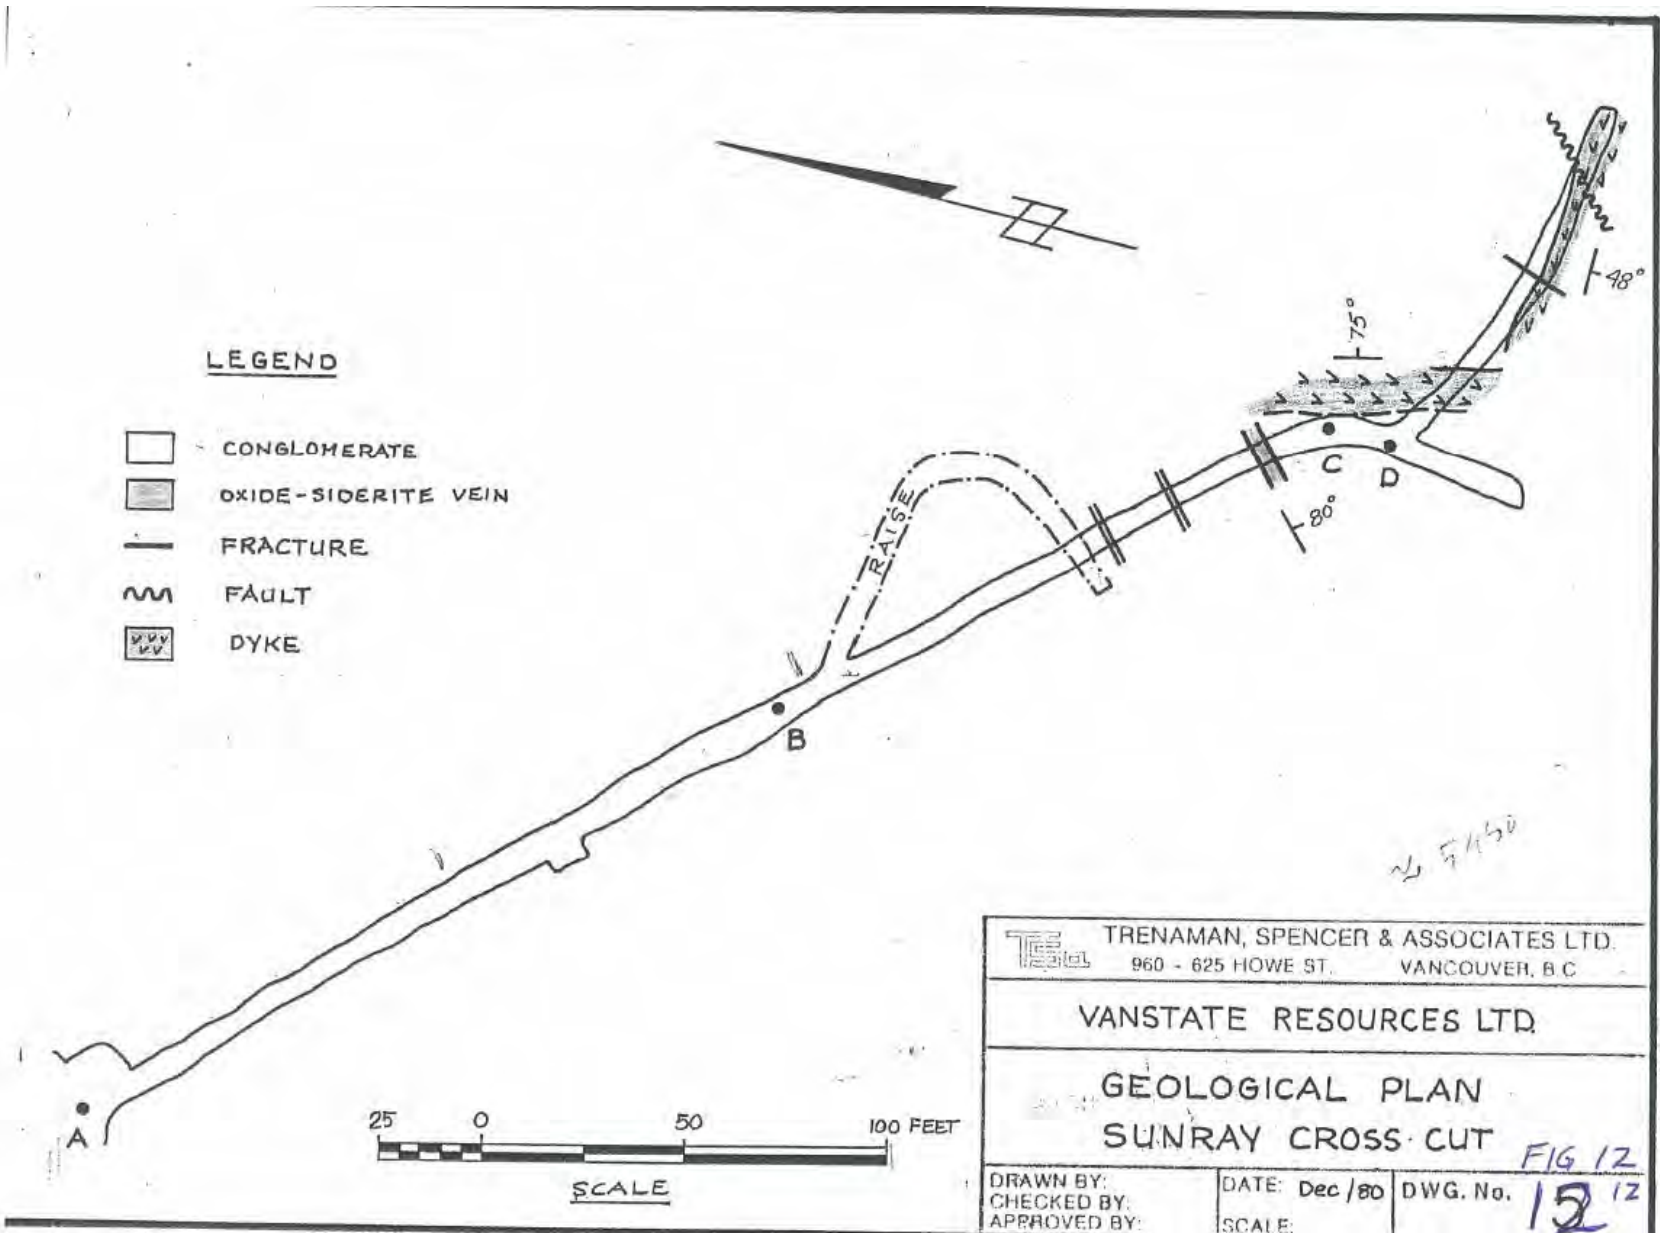 48°
75°
LEGEND
CONGLOMERATE
OXIDE-SIDERITE VEIN
FRACTURE
FAULT
DYKE
RAISE
C
D
80°
B
A
25 0 50 100 FEET
SCALE
TRENAMAN, SPENCER & ASSOCIATES LTD.
960 - 625 HOWE ST. VANCOUVER, B.C
VANSTATE RESOURCES LTD.
GEOLOGICAL PLAN
SUNRAY CROSS CUT
FIG 12
DRAWN BY:
CHECKED BY:
APPROVED BY:
DATE: Dec/80
SCALE:
DWG. No.
12